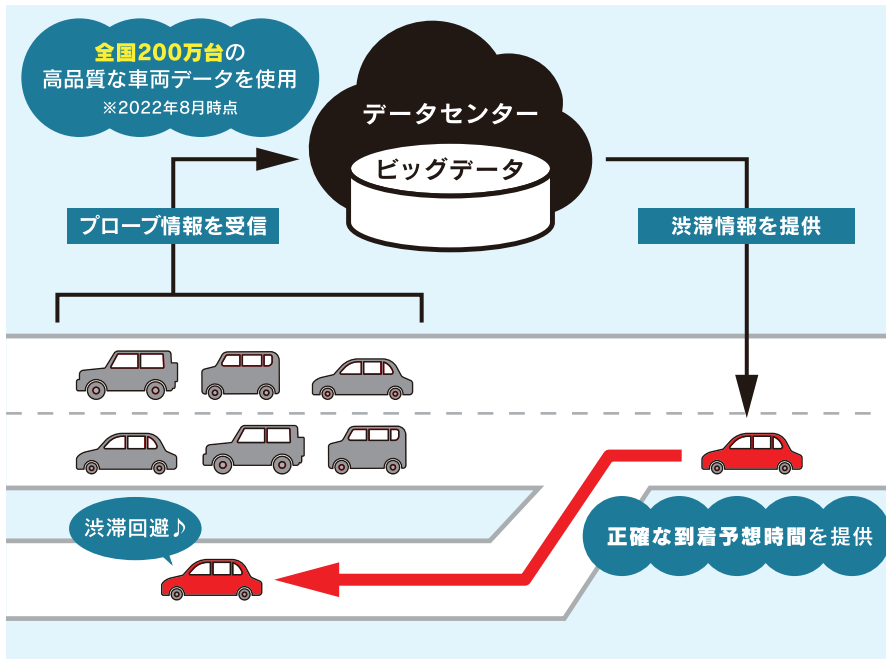 全国200万台の
高品質な車両データを使用
※2022年8月時点
データセンター
ビッグデータ
プローブ情報を受信
渋滞情報を提供
渋滞回避♪
正確な到着予想時間を提供